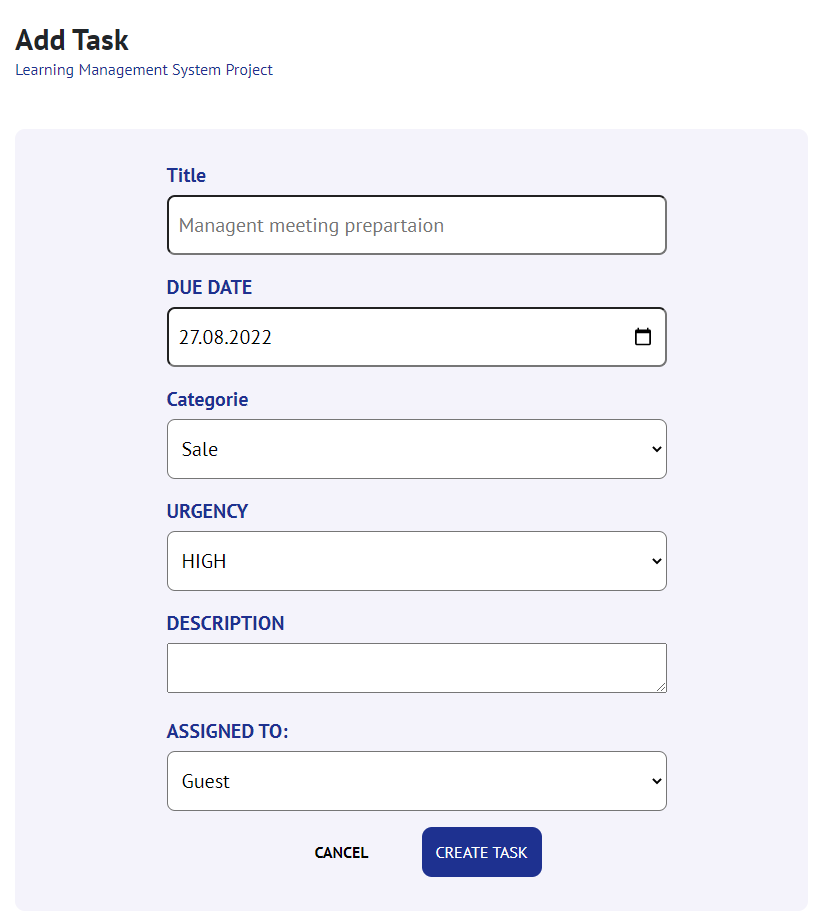 Add Task
Learning Management System Project
Title
Managent meeting prepartaion
DUE DATE
27.08.2022
Categorie
Sale
URGENCY
HIGH
DESCRIPTION
ASSIGNED TO:
Guest
CANCEL
CREATE TASK